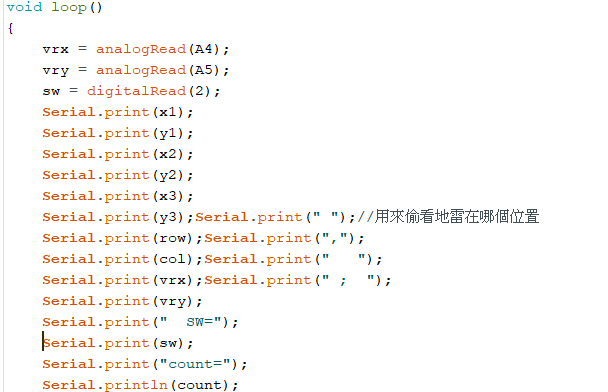 void loop()
{
    vrx = analogRead(A4);
    vry = analogRead(A5);
    sw = digitalRead(2);
    Serial.print(x1);
    Serial.print(y1);
    Serial.print(x2);
    Serial.print(y2);
    Serial.print(x3);
    Serial.print(y3);Serial.print(" ");//用來偷看地雷在哪個位置
    Serial.print(row);Serial.print(",");
    Serial.print(col);Serial.print("   ");
    Serial.print(vrx);Serial.print(" ;  ");
    Serial.print(vry);
    Serial.print("  SW=");
    Serial.print(sw);
    Serial.print("count=");
    Serial.println(count);